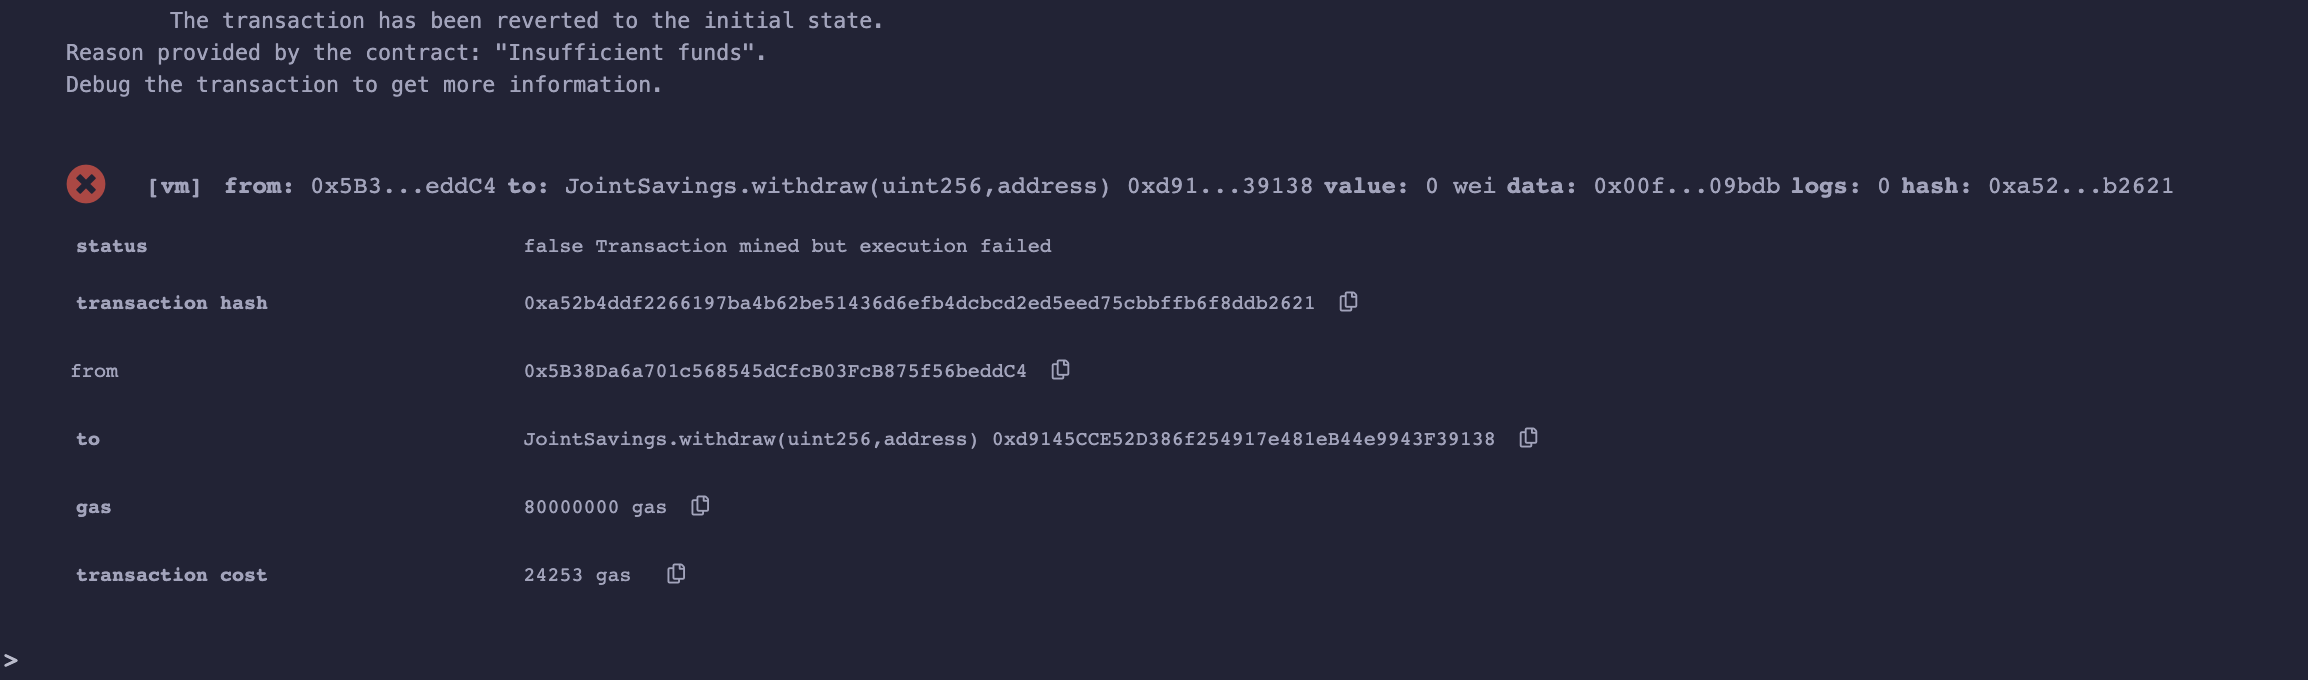 The transaction has been reverted to the initial state.
Reason provided by the contract: "Insufficient funds".
Debug the transaction to get more information.
[vm] from: 0x5B3...eddC4 to: JointSavings.withdraw(uint256,address) 0xd91...39138 value: 0 wei data: 0x00f...09bdb logs: 0 hash: 0xa52...b2621
status false Transaction mined but execution failed
transaction hash 0xa52b4ddf2266197ba4b62be51436d6efb4dcbcd2ed5eed75cbbffb6f8ddb2621
from 0x5B38Da6a701c568545dCfcB03FcB875f56beddC4
to JointSavings.withdraw(uint256,address) 0xd9145CCE52D386f254917e481eB44e9943F39138
gas 80000000 gas
transaction cost 24253 gas
>